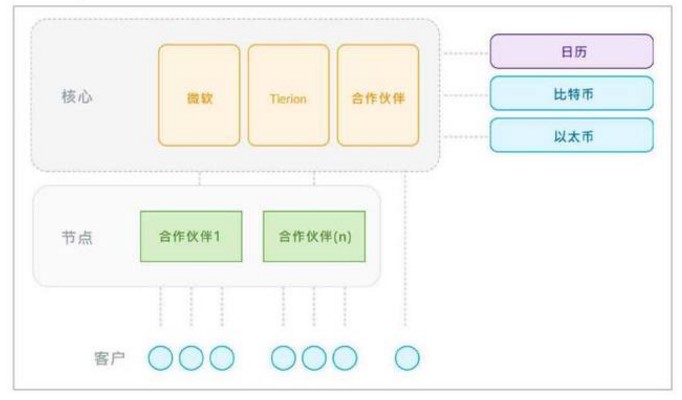 核心
微软
Tierion
合作伙伴
日历
比特币
以太币
节点
合作伙伴1
合作伙伴(n)
客户